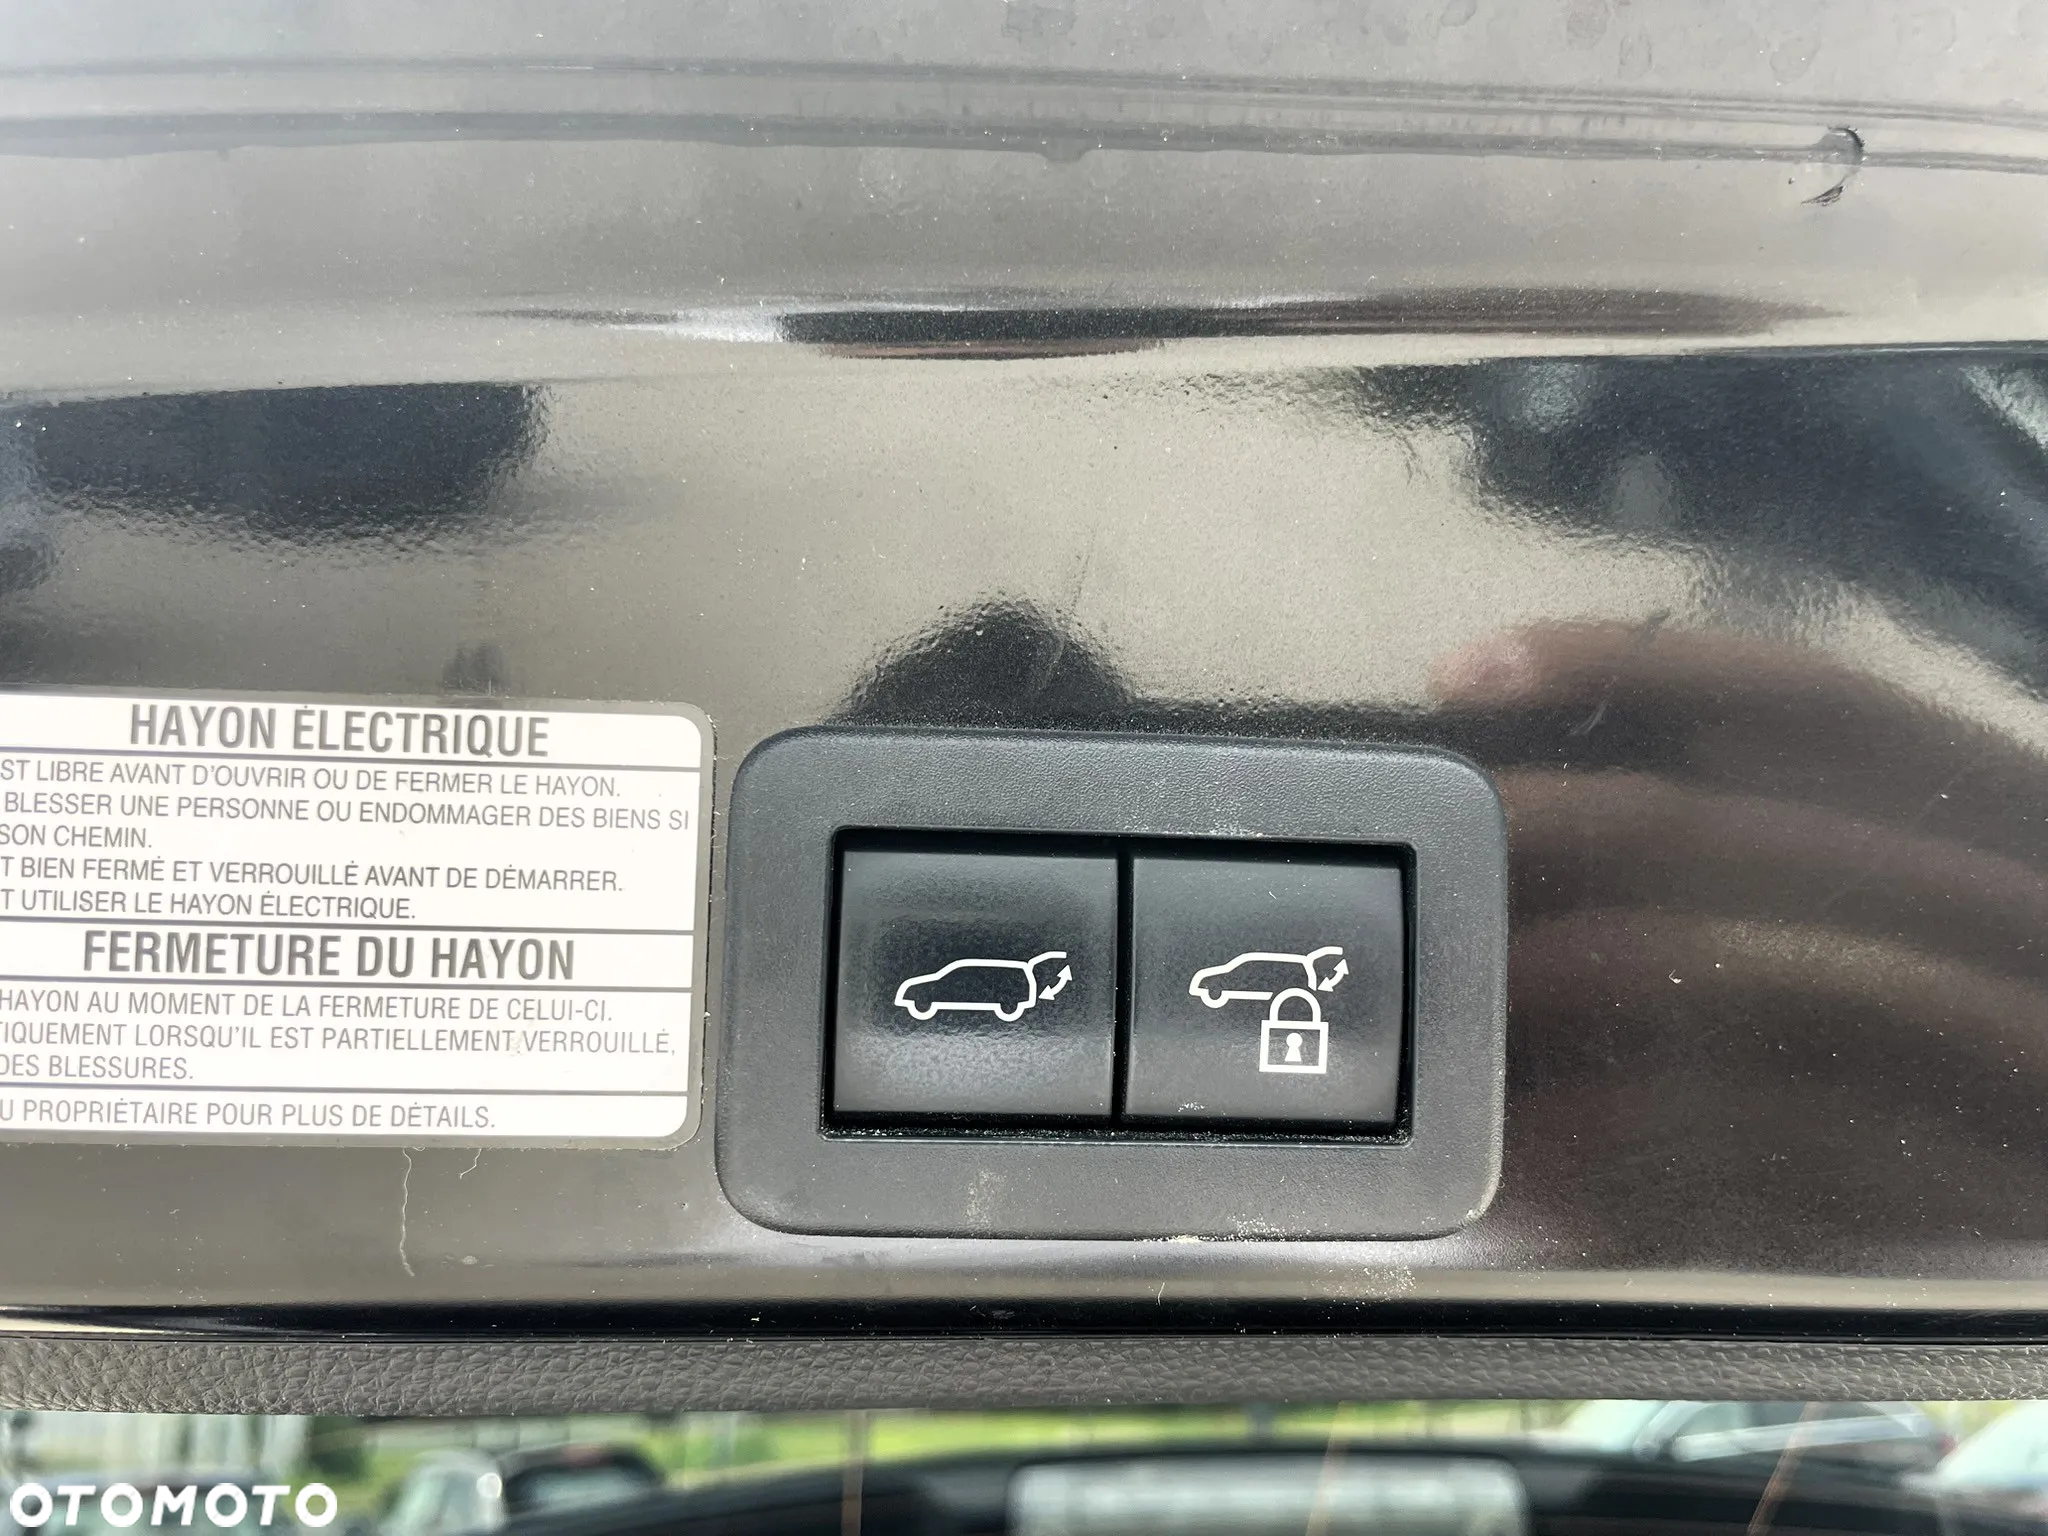 HAYON ÉLECTRIQUE
ST LIBRE AVANT D'OUVRIR OU DE FERMER LE HAYON.
BLESSER UNE PERSONNE OU ENDOMMAGER DES BIENS SI
SON CHEMIN.
T BIEN FERMÉ ET VERROUILLÉ AVANT DE DÉMARRER.
T UTILISER LE HAYON ÉLECTRIQUE.
FERMETURE DU HAYON
HAYON AU MOMENT DE LA FERMETURE DE CELUI-CI.
TIQUEMENT LORSQU'IL EST PARTIELLEMENT VERROUILLÉ,
DES BLESSURES.
U PROPRIÉTAIRE POUR PLUS DE DÉTAILS.
OTOMOTO